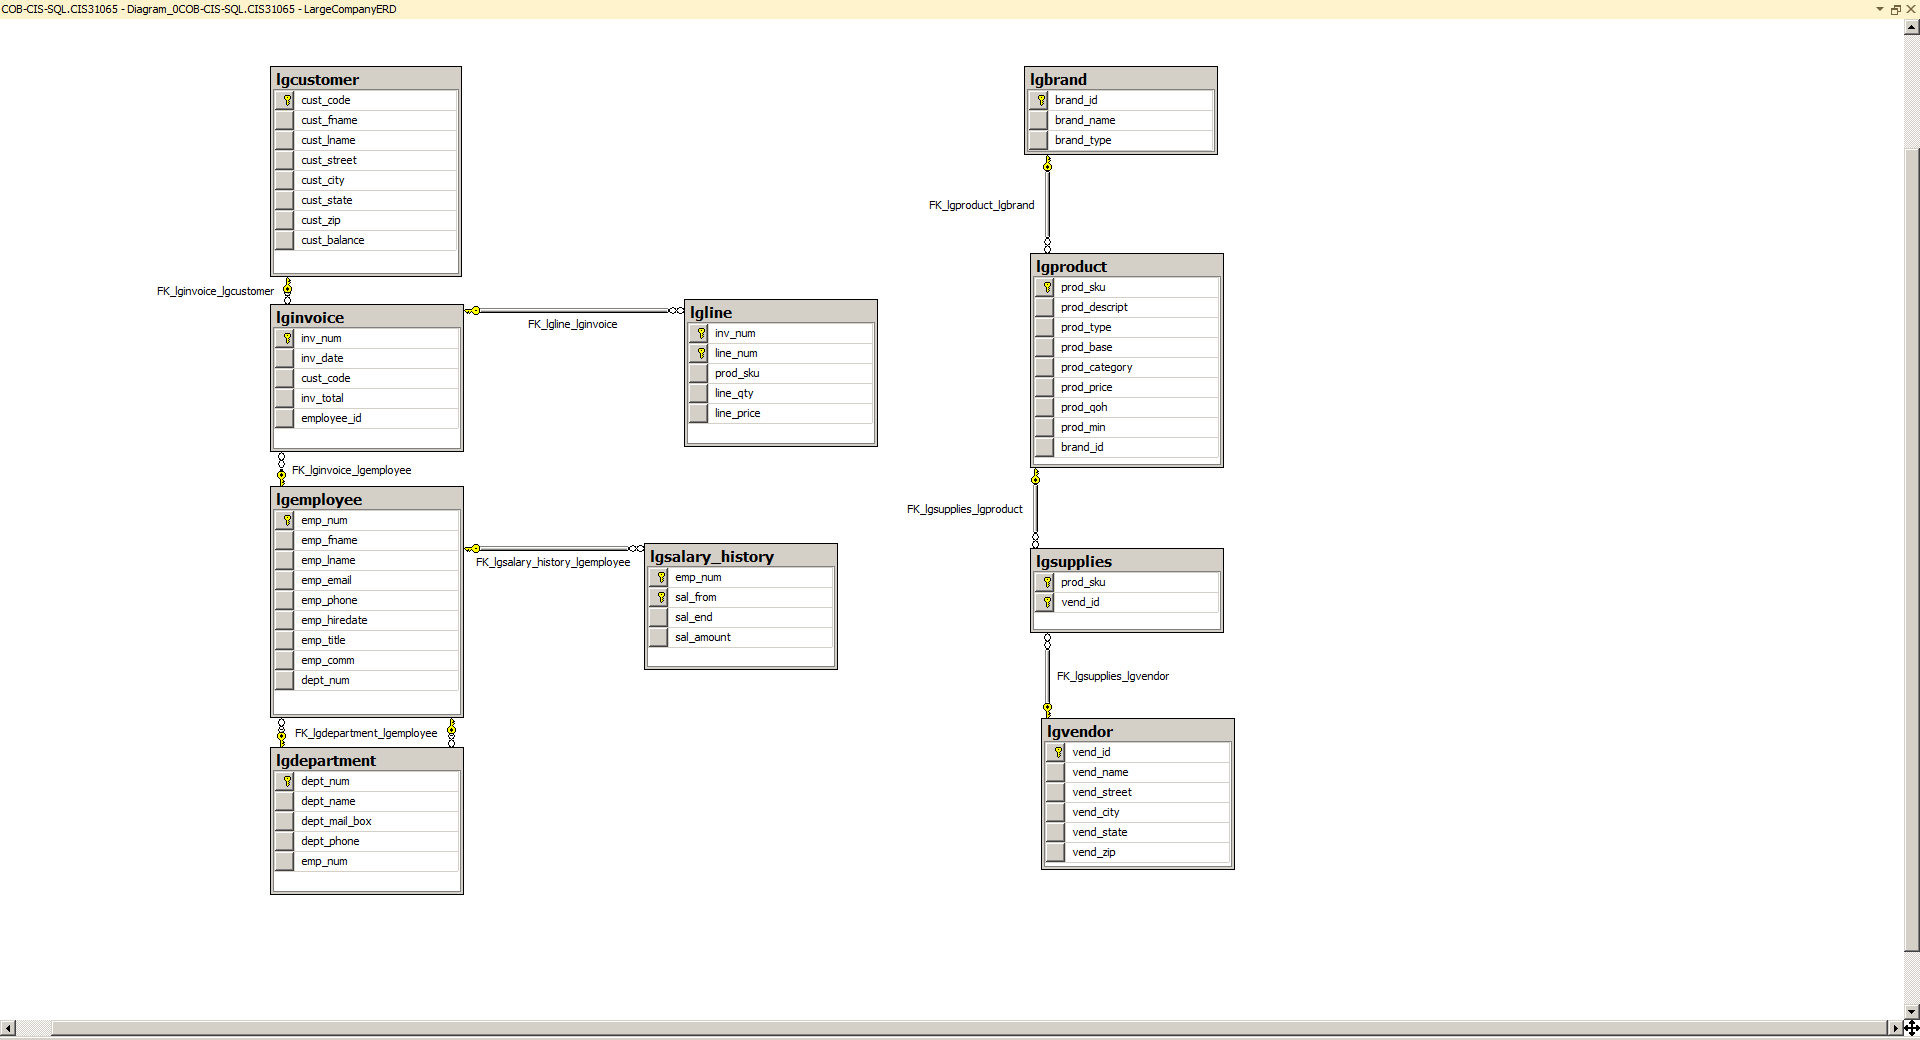 COB-CIS-SQL.CIS31065 - Diagram_0COB-CIS-SQL.CIS31065 - LargeCompanyERD
lgcustomer
cust_code
cust_fname
cust_lname
cust_street
cust_city
cust_state
cust_zip
cust_balance
FK_lginvoice_lgcustomer
lginvoice
inv_num
inv_date
cust_code
inv_total
employee_id
FK_lgline_lginvoice
lgline
inv_num
line_num
prod_sku
line_qty
line_price
FK_lginvoice_lgemployee
lgemployee
emp_num
emp_fname
emp_lname
emp_email
emp_phone
emp_hiredate
emp_title
emp_comm
dept_num
FK_lgsalary_history_lgemployee
lgsalary_history
emp_num
sal_from
sal_end
sal_amount
FK_lgdepartment_lgemployee
lgdepartment
dept_num
dept_name
dept_mail_box
dept_phone
emp_num
lgbrand
brand_id
brand_name
brand_type
FK_lgproduct_lgbrand
lgproduct
prod_sku
prod_descript
prod_type
prod_base
prod_category
prod_price
prod_qoh
prod_min
brand_id
FK_lgsupplies_lgproduct
lgsupplies
prod_sku
vend_id
FK_lgsupplies_lgvendor
lgvendor
vend_id
vend_name
vend_street
vend_city
vend_state
vend_zip